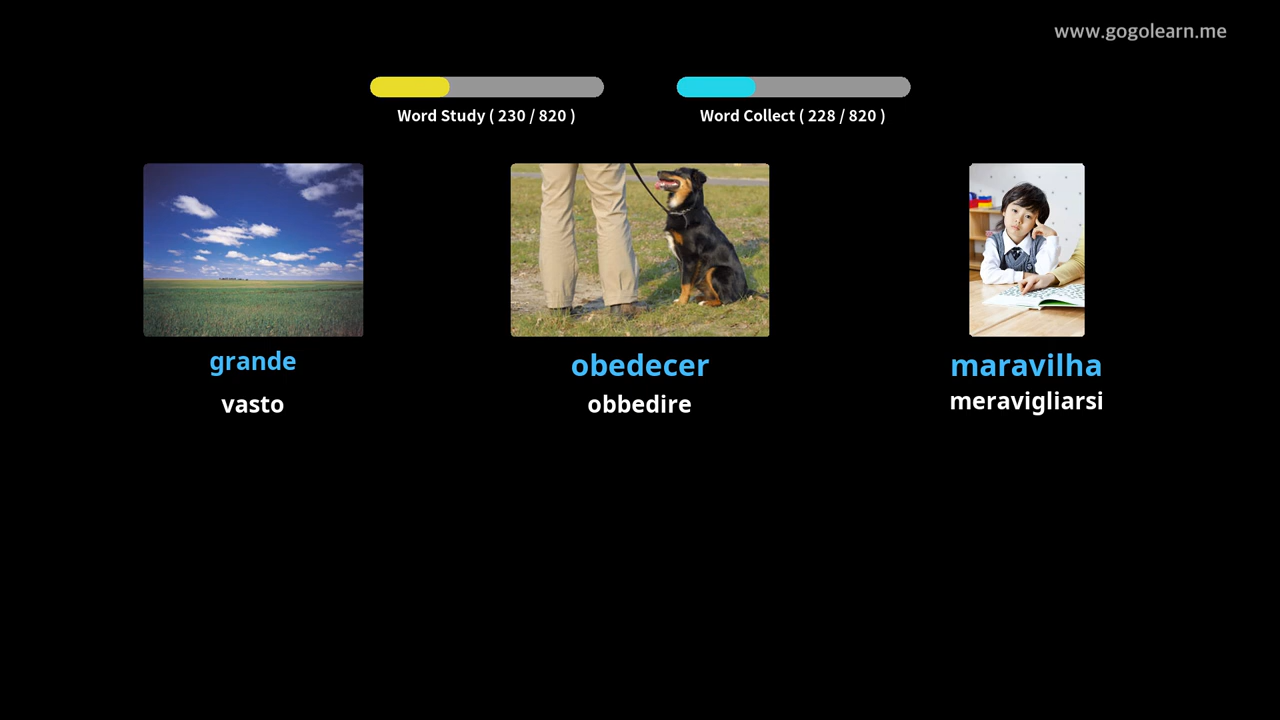 www.gogolearn.me
Word Study ( 230 / 820 )
Word Collect ( 228 / 820 )
grande
vasto
obedecer
obbedire
maravilha
meravigliarsi